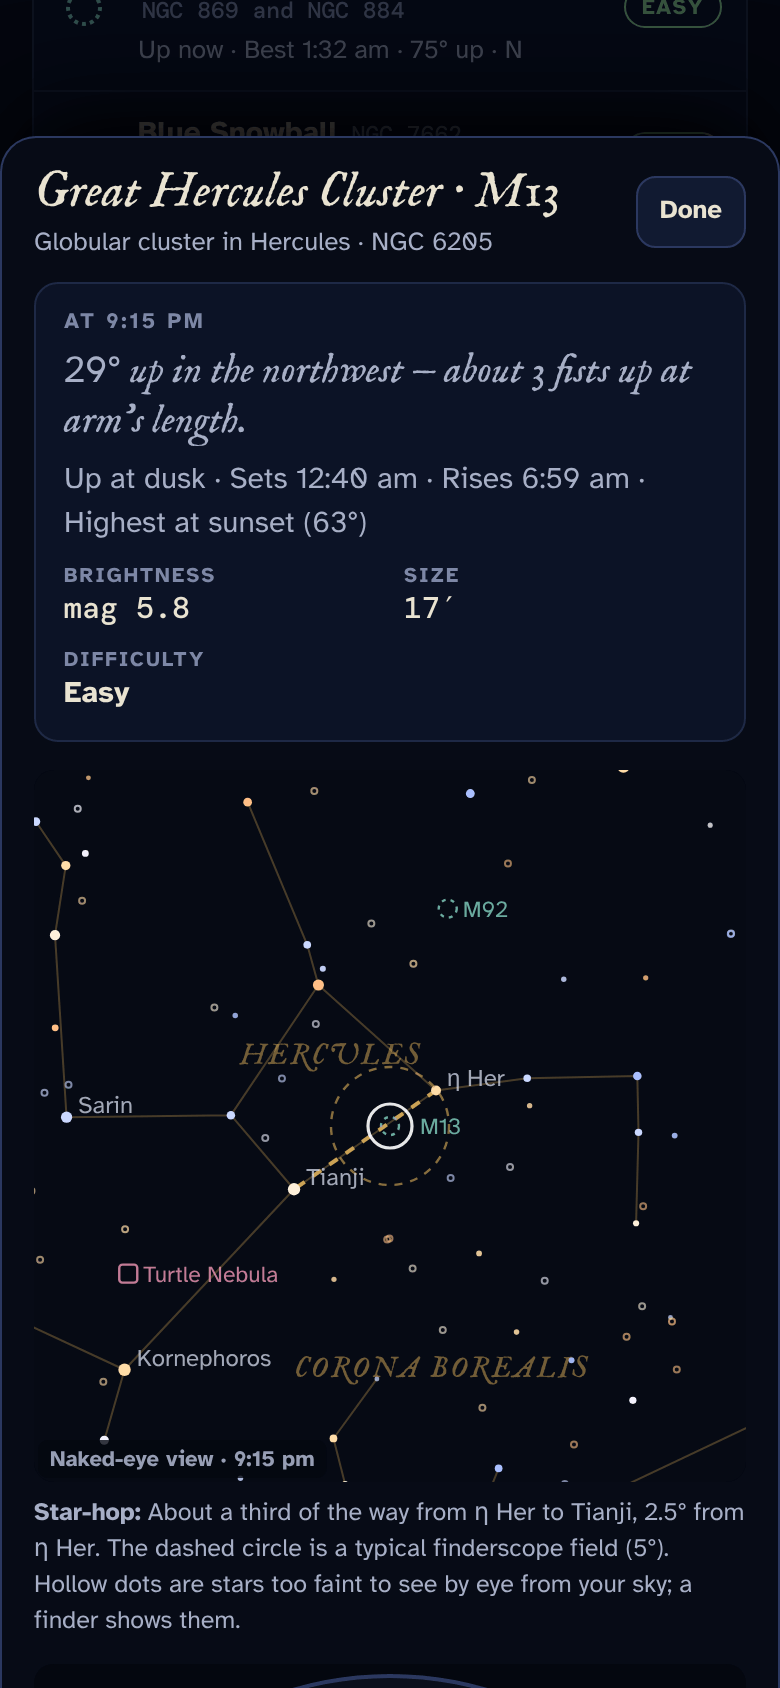 NGC 869 and NGC 884
EASY
Up now · Best 1:32 am · 75° up · N
Blue Snowball NGC 7662
Great Hercules Cluster · M13
Done
Globular cluster in Hercules · NGC 6205
AT 9:15 PM
29° up in the northwest — about 3 fists up at
arm’s length.
Up at dusk · Sets 12:40 am · Rises 6:59 am ·
Highest at sunset (63°)
BRIGHTNESS
SIZE
mag 5.8
17′
DIFFICULTY
Easy
M92
HERCULES
η Her
Sarin
M13
Tianji
Turtle Nebula
Kornephoros
CORONA BOREALIS
Naked-eye view · 9:15 pm
Star-hop: About a third of the way from η Her to Tianji, 2.5° from
η Her. The dashed circle is a typical finderscope field (5°).
Hollow dots are stars too faint to see by eye from your sky; a
finder shows them.